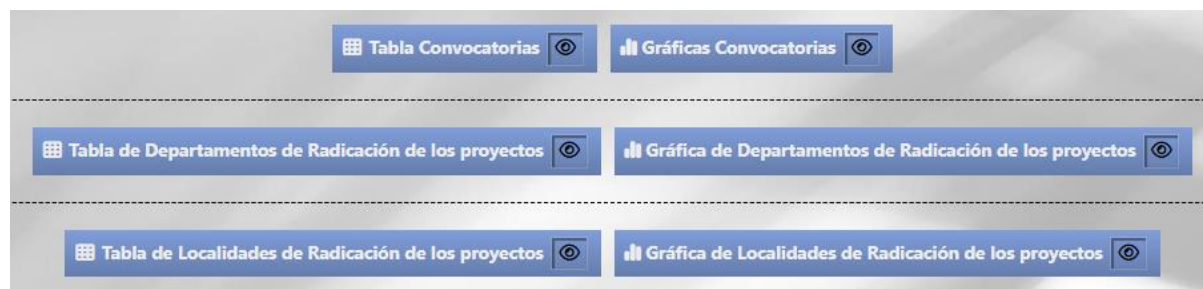 Tabla Convocatorias Gráficas Convocatorias
Tabla de Departamentos de Radicación de los proyectos Gráfica de Departamentos de Radicación de los proyectos
Tabla de Localidades de Radicación de los proyectos Gráfica de Localidades de Radicación de los proyectos